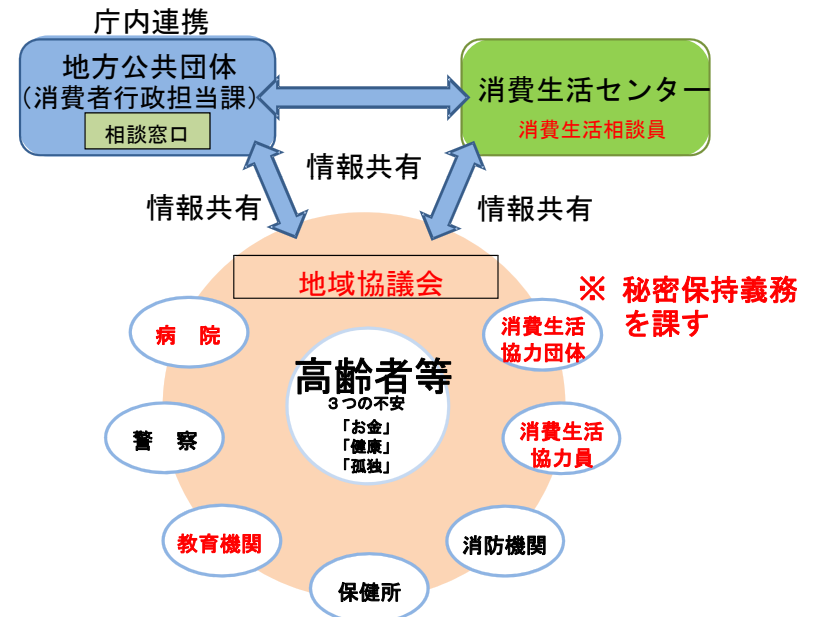 庁内連携
地方公共団体
(消費者行政担当課)
相談窓口
消費生活センター
消費生活相談員
情報共有
情報共有
情報共有
地域協議会
※ 秘密保持義務
を課す
病 院
消費生活
協力団体
高齢者等
3つの不安
「お金」
「健康」
「孤独」
警 察
消費生活
協力員
教育機関
消防機関
保健所